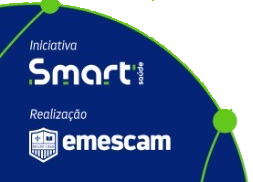 Iniciativa
Smart saúde
Realização
emescam